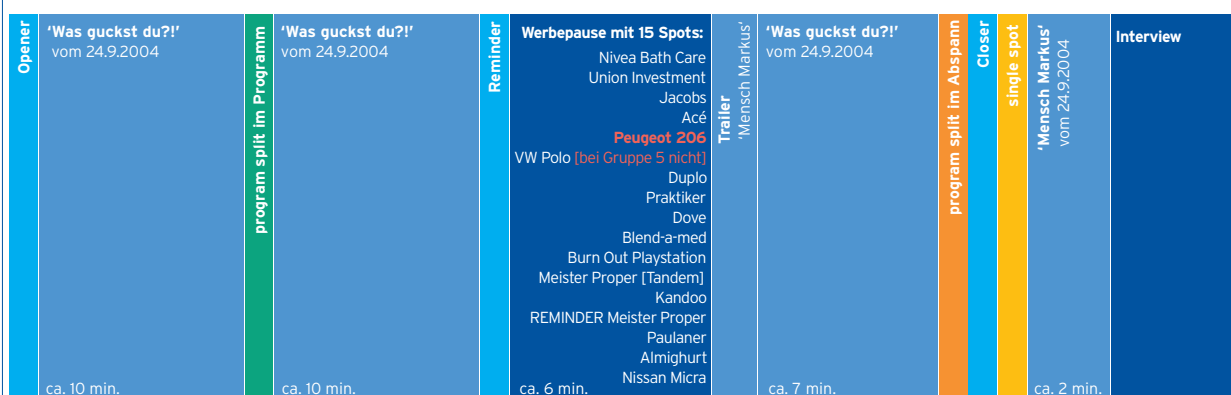 Opener
‘Was guckst du?!’
vom 24.9.2004
ca. 10 min.
program split im Programm
‘Was guckst du?!’
vom 24.9.2004
ca. 10 min.
Reminder
Werbepause mit 15 Spots:
Nivea Bath Care
Union Investment
Jacobs
Acé
Peugeot 206
VW Polo [bei Gruppe 5 nicht]
Duplo
Praktiker
Dove
Blend-a-med
Burn Out Playstation
Meister Proper [Tandem]
Kandoo
REMINDER Meister Proper
Paulaner
Almighurt
Nissan Micra
ca. 6 min.
Trailer
‘Mensch Markus’
‘Was guckst du?!’
vom 24.9.2004
ca. 7 min.
program split im Abspann
Closer
single spot
‘Mensch Markus’
vom 24.9.2004
ca. 2 min.
Interview